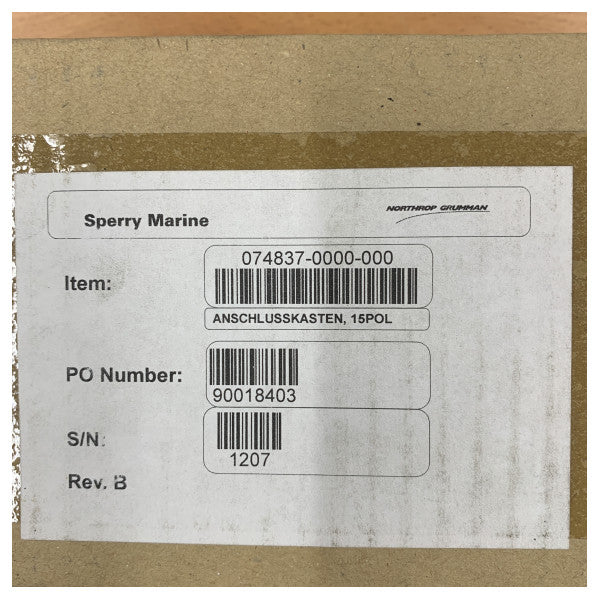 Sperry Marine NORTHROP GRUMMAN
Item: 074837-0000-000
ANSCHLUSSKASTEN, 15POL
PO Number: 90018403
S/N: 1207
Rev. B